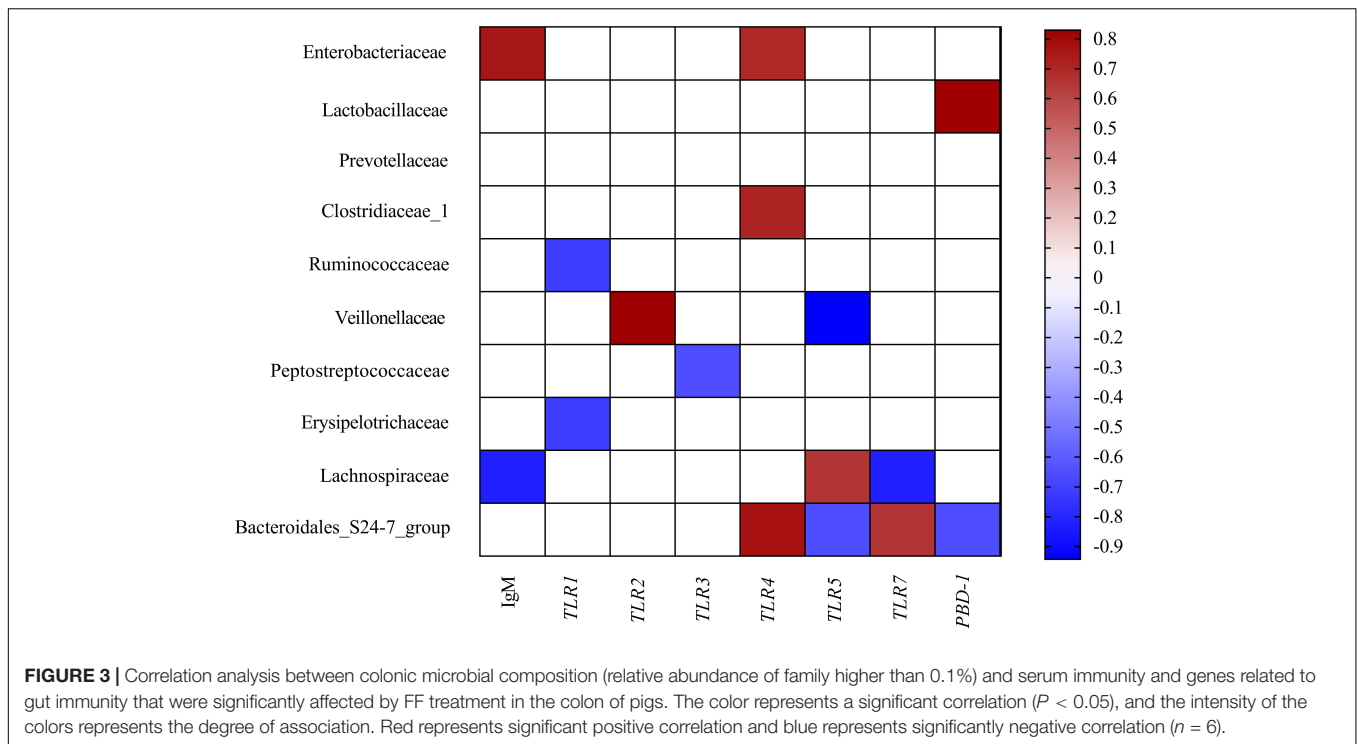 Enterobacteriaceae
Lactobacillaceae
Prevotellaceae
Clostridiaceae_1
Ruminococcaceae
Veillonellaceae
Peptostreptococcaceae
Erysipelotrichaceae
Lachnospiraceae
Bacteroidales_S24-7_group
IgM
TLR1
TLR2
TLR3
TLR4
TLR5
TLR7
PBD-1
0.8
0.7
0.6
0.5
0.4
0.3
0.2
0.1
0
-0.1
-0.2
-0.3
-0.4
-0.5
-0.6
-0.7
-0.8
-0.9
FIGURE 3 | Correlation analysis between colonic microbial composition (relative abundance of family higher than 0.1%) and serum immunity and genes related to
gut immunity that were significantly affected by FF treatment in the colon of pigs. The color represents a significant correlation (P < 0.05), and the intensity of the
colors represents the degree of association. Red represents significant positive correlation and blue represents significantly negative correlation (n = 6).